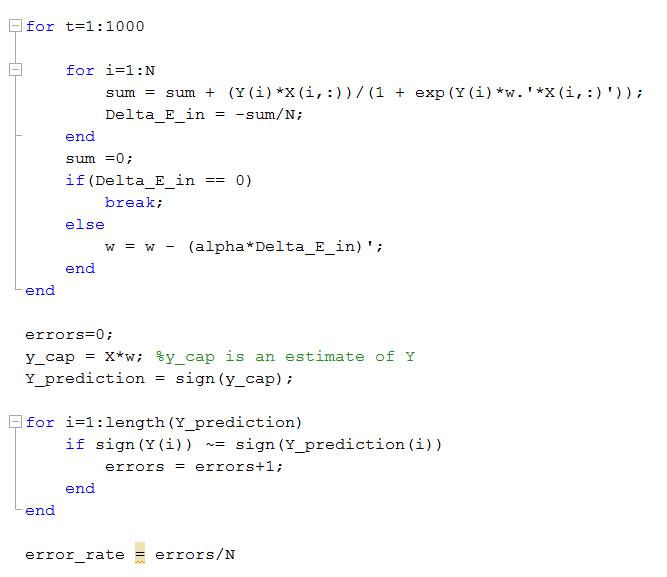 for t=1:1000
for i=1:N
sum = sum + (Y(i)*X(i,:))/(1 + exp(Y(i)*w.'*X(i,:)'));
Delta_E_in = -sum/N;
end
sum =0;
if(Delta_E_in == 0)
break;
else
w = w - (alpha*Delta_E_in)';
end
end
errors=0;
y_cap = X*w; %y_cap is an estimate of Y
Y_prediction = sign(y_cap);
for i=1:length(Y_prediction)
if sign(Y(i)) ~= sign(Y_prediction(i))
errors = errors+1;
end
end
error_rate = errors/N